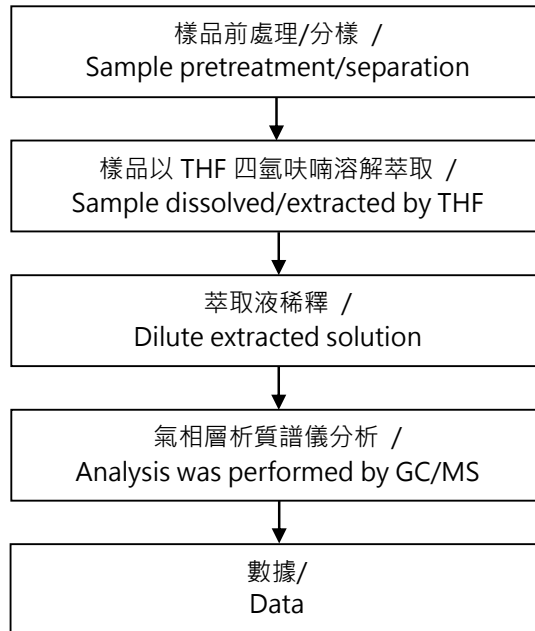 樣品前處理/分樣 /
Sample pretreatment/separation
樣品以 THF 四氫呋喃溶解萃取 /
Sample dissolved/extracted by THF
萃取液稀釋 /
Dilute extracted solution
氣相層析質譜儀分析 /
Analysis was performed by GC/MS
數據/
Data